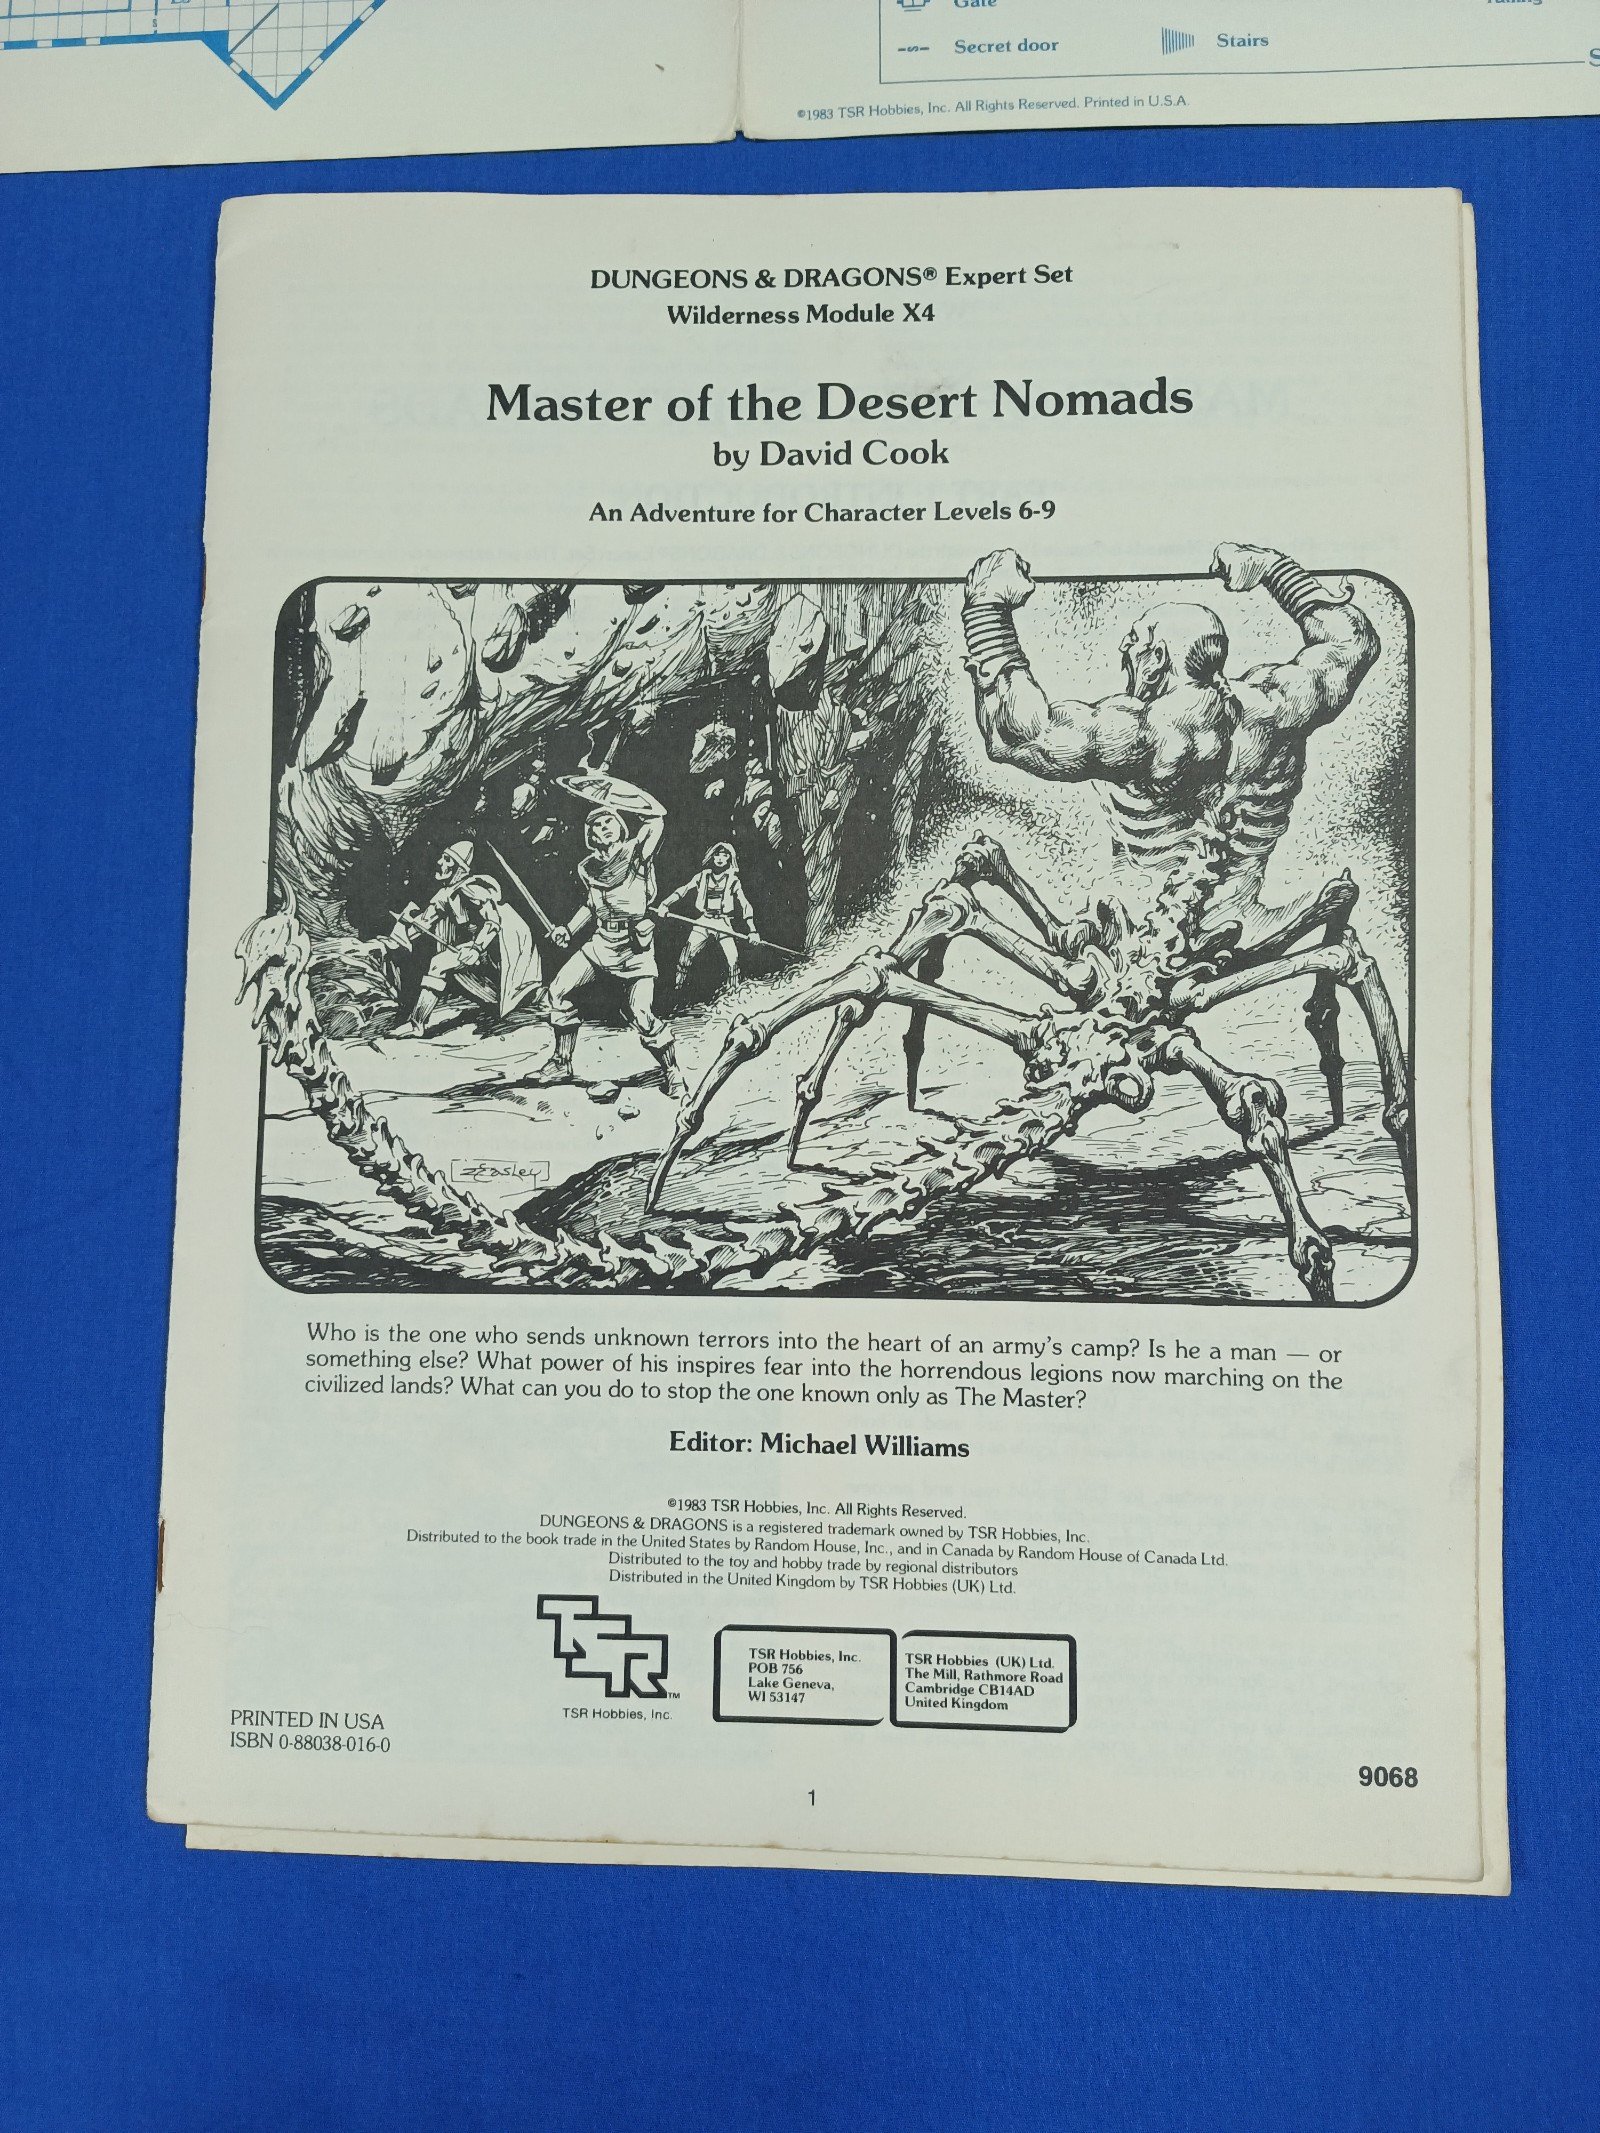 Gate
Secret door
Stairs
©1983 TSR Hobbies, Inc. All Rights Reserved. Printed in U.S.A.
DUNGEONS & DRAGONS® Expert Set
Wilderness Module X4
Master of the Desert Nomads
by David Cook
An Adventure for Character Levels 6-9
Easley
Who is the one who sends unknown terrors into the heart of an army's camp? Is he a man — or
something else? What power of his inspires fear into the horrendous legions now marching on the
civilized lands? What can you do to stop the one known only as The Master?
Editor: Michael Williams
©1983 TSR Hobbies, Inc. All Rights Reserved.
DUNGEONS & DRAGONS is a registered trademark owned by TSR Hobbies, Inc.
Distributed to the book trade in the United States by Random House, Inc., and in Canada by Random House of Canada Ltd.
Distributed to the toy and hobby trade by regional distributors
Distributed in the United Kingdom by TSR Hobbies (UK) Ltd.
TSR™
TSR Hobbies, Inc.
TSR Hobbies, Inc.
POB 756
Lake Geneva,
WI 53147
TSR Hobbies (UK) Ltd.
The Mill, Rathmore Road
Cambridge CB14AD
United Kingdom
PRINTED IN USA
ISBN 0-88038-016-0
9068
1